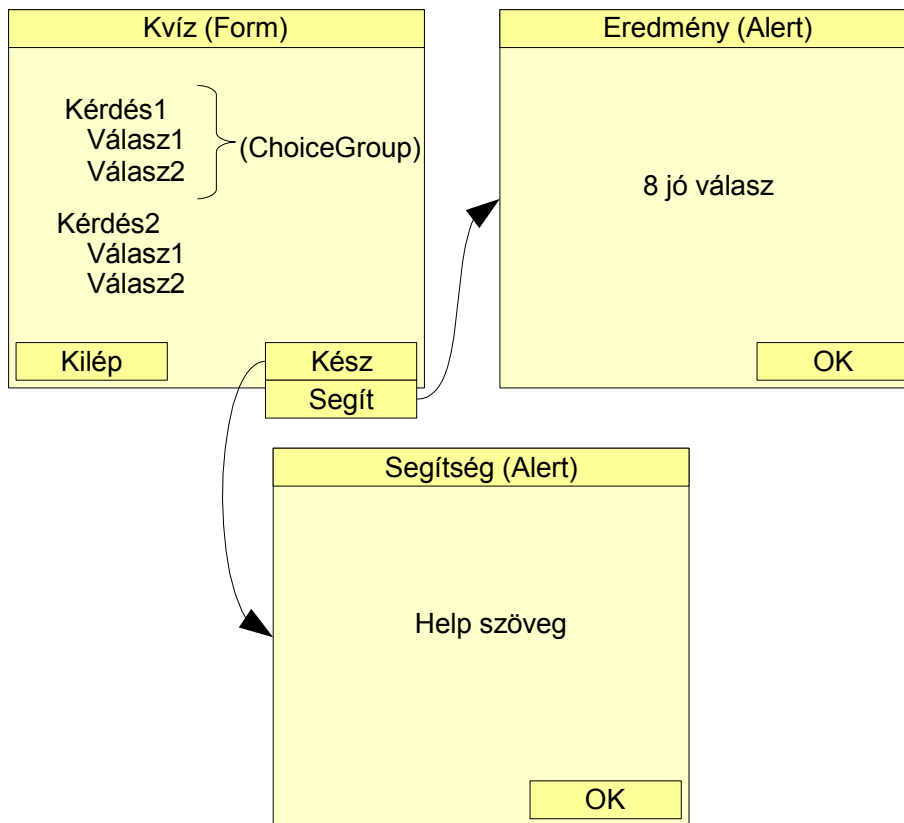 Kvíz (Form)
Kérdés1
Válasz1
Válasz2
(ChoiceGroup)
Kérdés2
Válasz1
Válasz2
Kilép
Kész
Segít
Eredmény (Alert)
8 jó válasz
OK
Segítség (Alert)
Help szöveg
OK